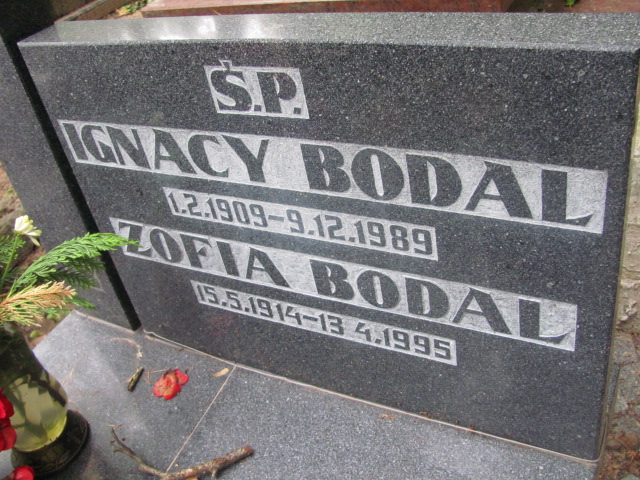 Ś.P.
IGNACY BODAL
1.2.1909-9.12.1989
ZOFIA BODAL
15.5.1914-13 4.1995